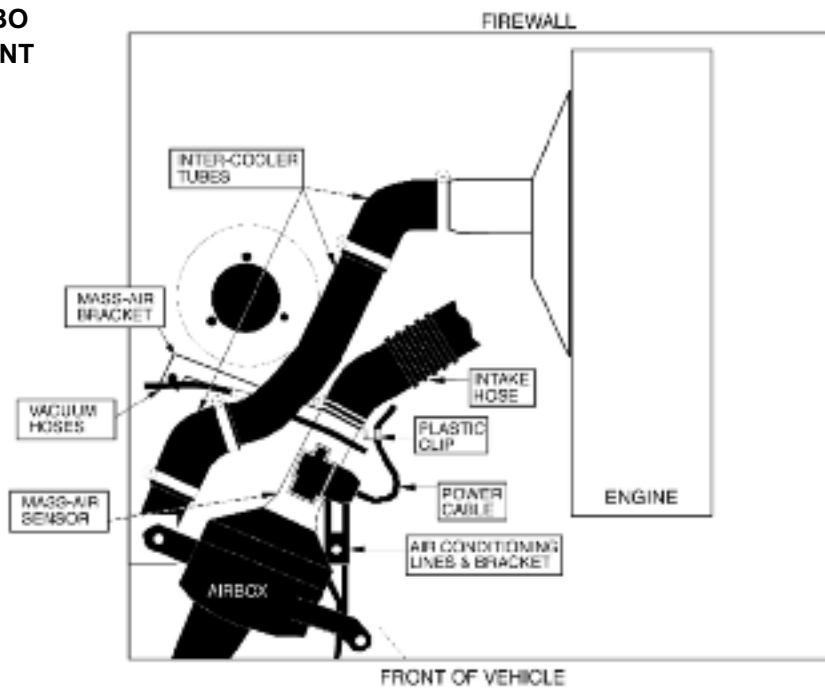 BO
NT
FIREWALL
INTER-COOLER
TUBES
MASS-AIR
BRACKET
INTAKE
HOSE
VACUUM
HOSES
PLASTIC
CLIP
MASS-AIR
SENSOR
POWER
CABLE
ENGINE
AIR CONDITIONING
LINES & BRACKET
AIRBOX
FRONT OF VEHICLE